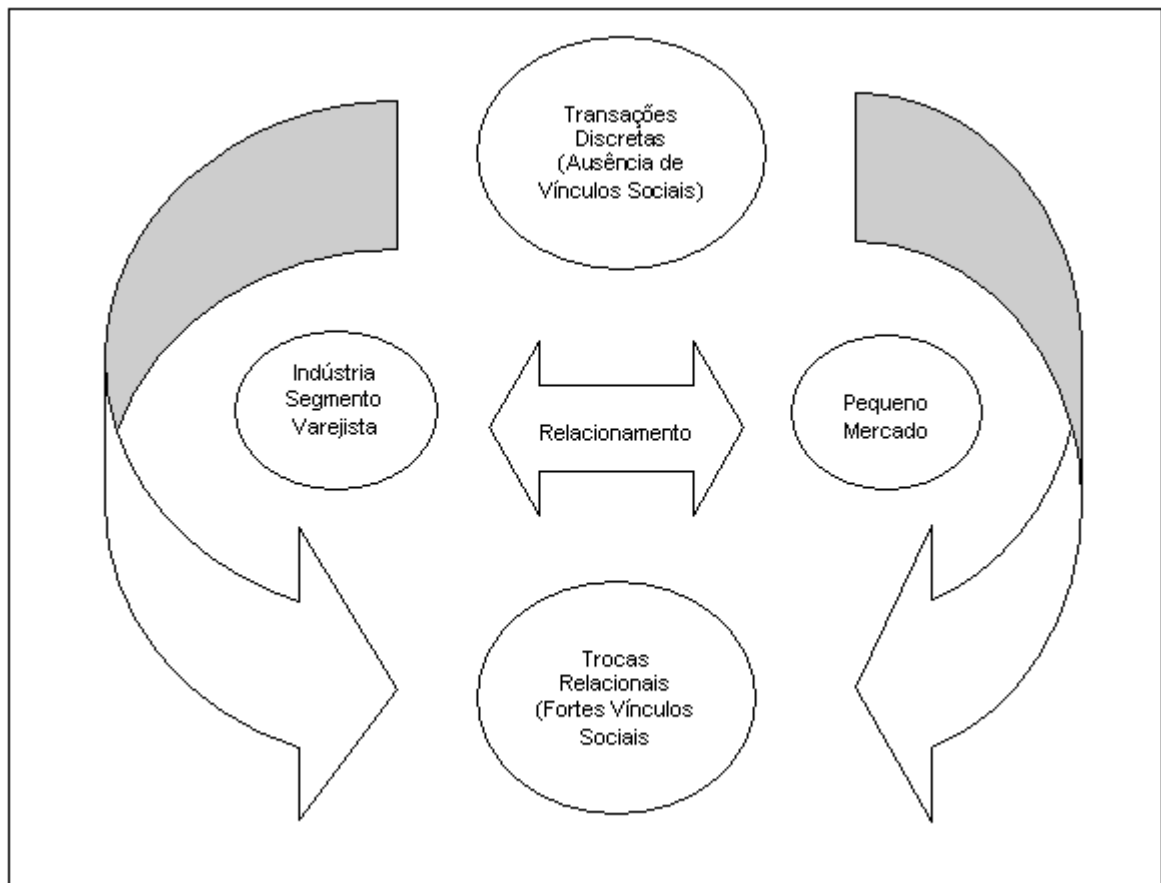 Transações
Discretas
(Ausência de
Vínculos Sociais)
Indústria
Segmento
Varejista
Relacionamento
Pequeno
Mercado
Trocas
Relacionais
(Fortes Vínculos
Sociais